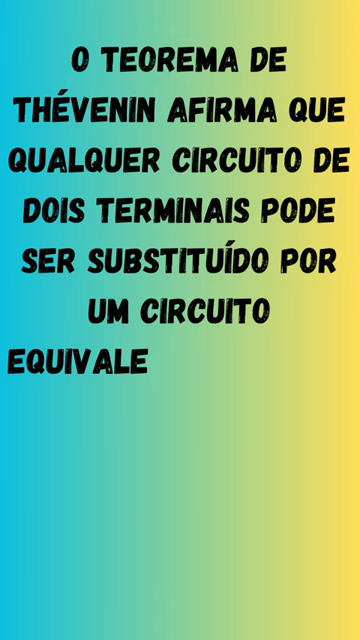 O TEOREMA DE
THÉVENIN AFIRMA QUE
QUALQUER CIRCUITO DE
DOIS TERMINAIS PODE
SER SUBSTITUÍDO POR
UM CIRCUITO
EQUIVALE